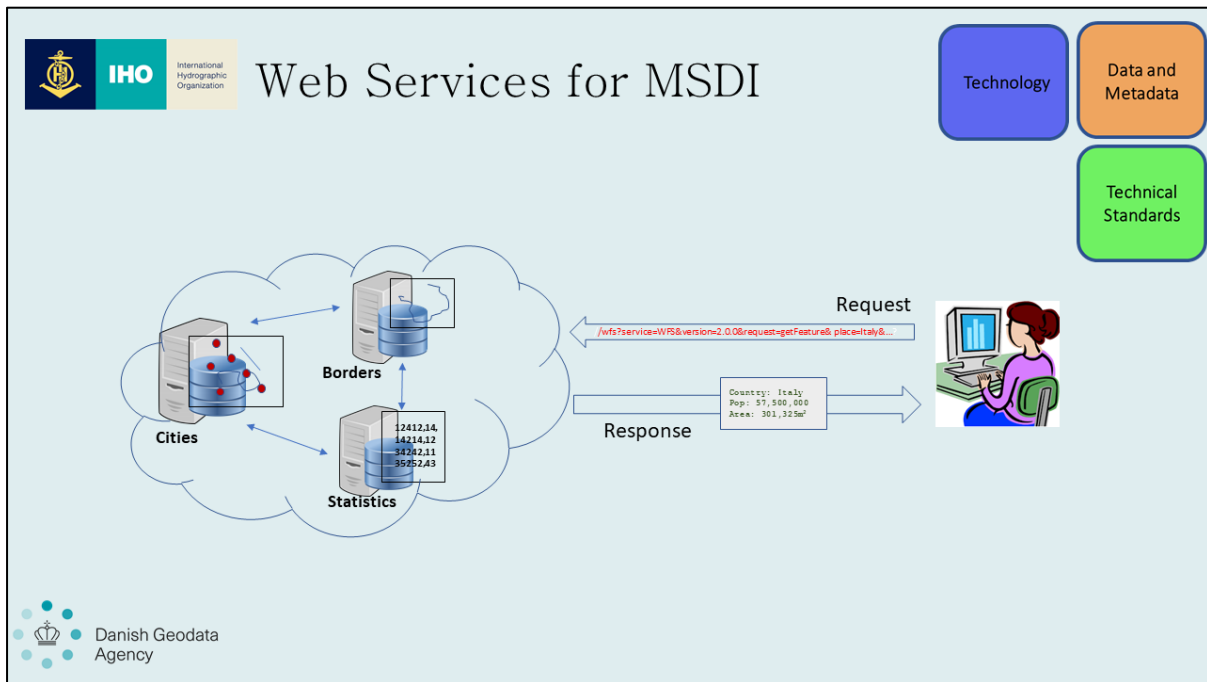 IHO
International
Hydrographic
Organization
Web Services for MSDI
Technology
Data and
Metadata
Technical
Standards
Request
/wfs?service=WFS&version=2.0.0&request=getFeature& place=Italy&...
Borders
Cities
Country: Italy
Pop: 57,500,000
Area: 301,325m²
Response
12412,14,
14214,12
34242,11
35252,43
Statistics
Danish Geodata
Agency